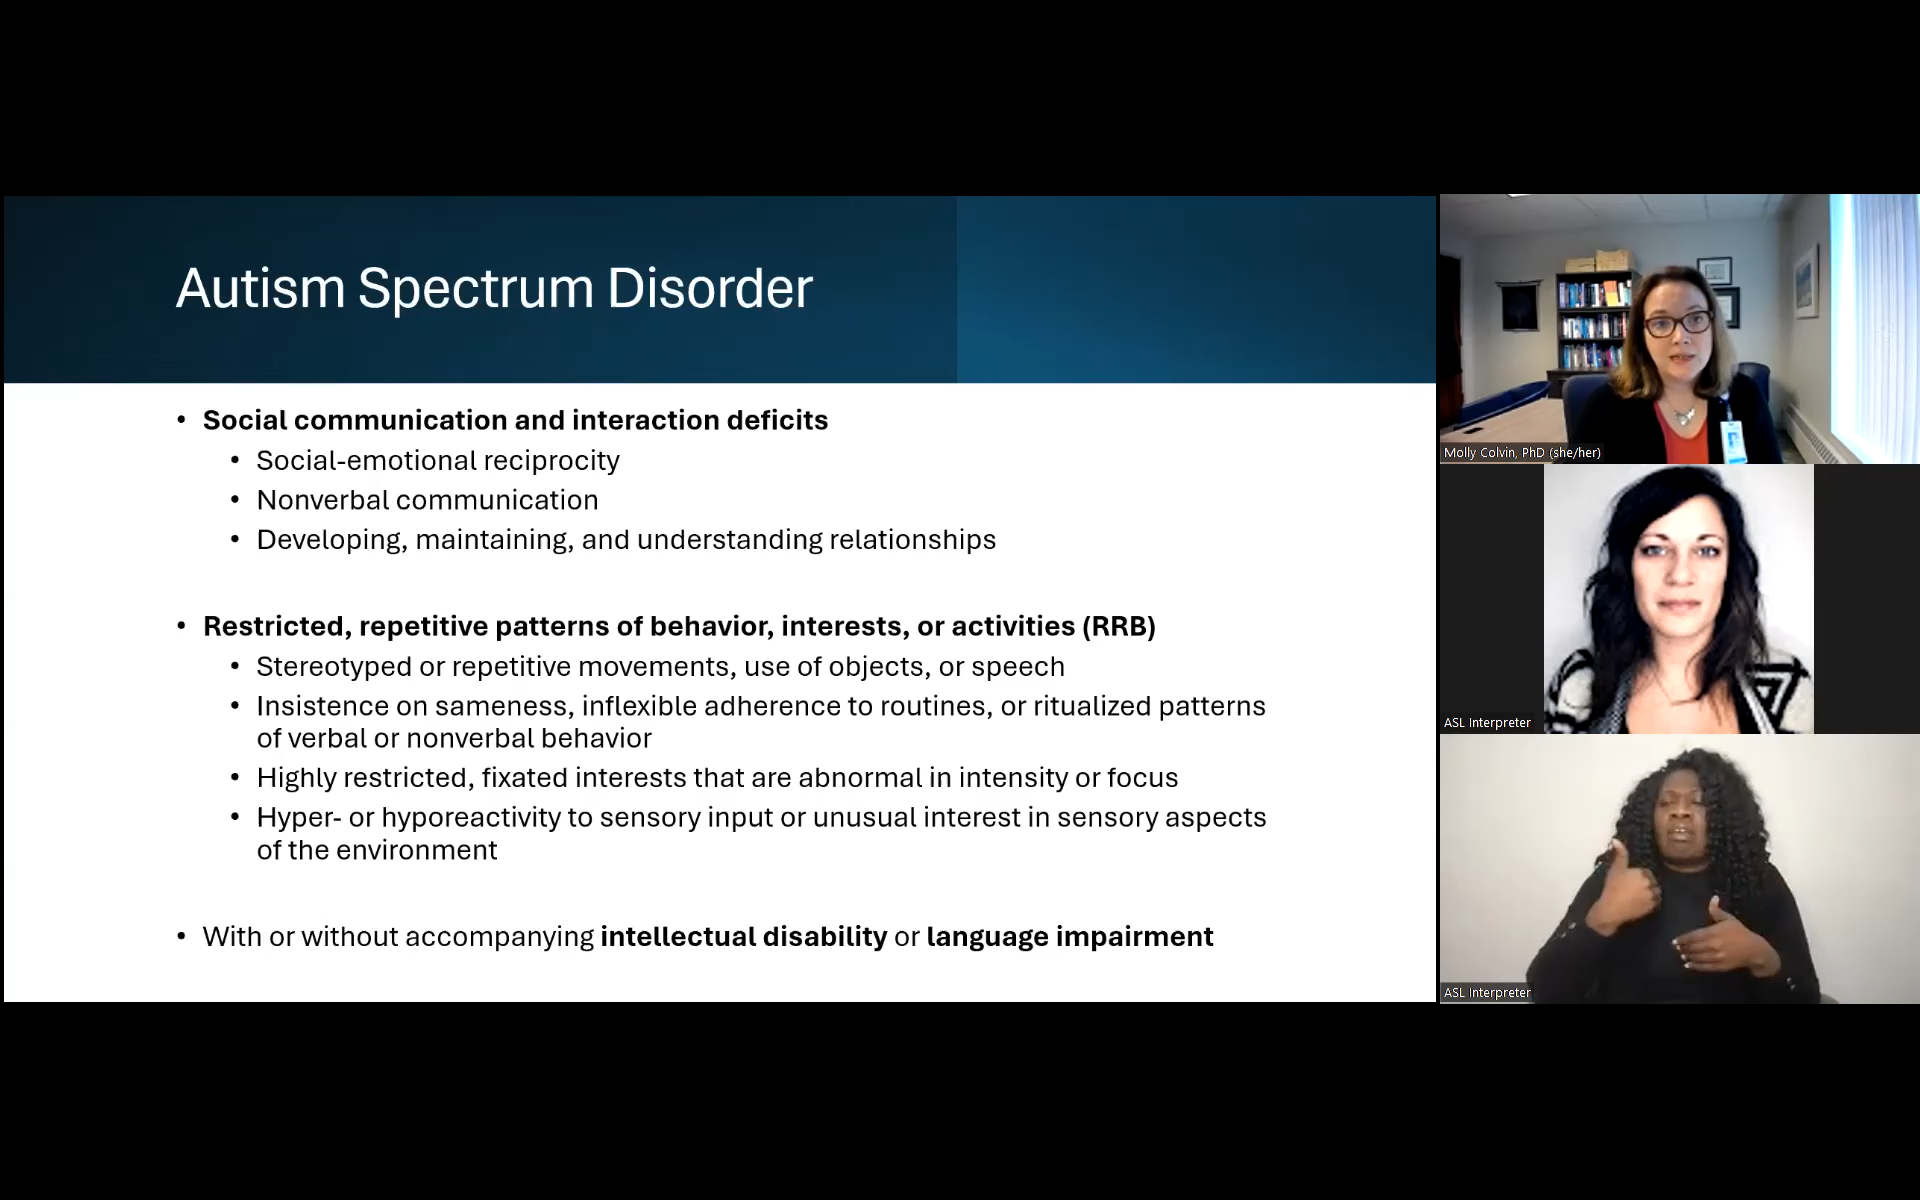 Autism Spectrum Disorder
• Social communication and interaction deficits
• Social-emotional reciprocity
• Nonverbal communication
• Developing, maintaining, and understanding relationships
• Restricted, repetitive patterns of behavior, interests, or activities (RRB)
• Stereotyped or repetitive movements, use of objects, or speech
• Insistence on sameness, inflexible adherence to routines, or ritualized patterns
of verbal or nonverbal behavior
• Highly restricted, fixated interests that are abnormal in intensity or focus
• Hyper- or hyporeactivity to sensory input or unusual interest in sensory aspects
of the environment
• With or without accompanying intellectual disability or language impairment
Molly Colvin, PhD (she/her)
ASL Interpreter
ASL Interpreter